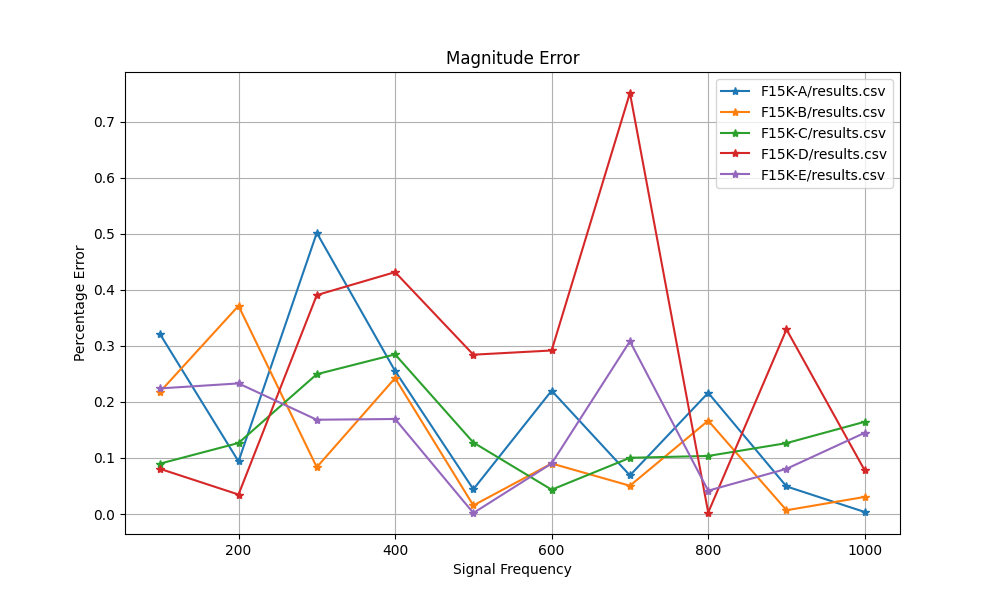 Magnitude Error
F15K-A/results.csv
F15K-B/results.csv
F15K-C/results.csv
F15K-D/results.csv
F15K-E/results.csv
Percentage Error
0.7
0.6
0.5
0.4
0.3
0.2
0.1
0.0
200 400 600 800 1000
Signal Frequency